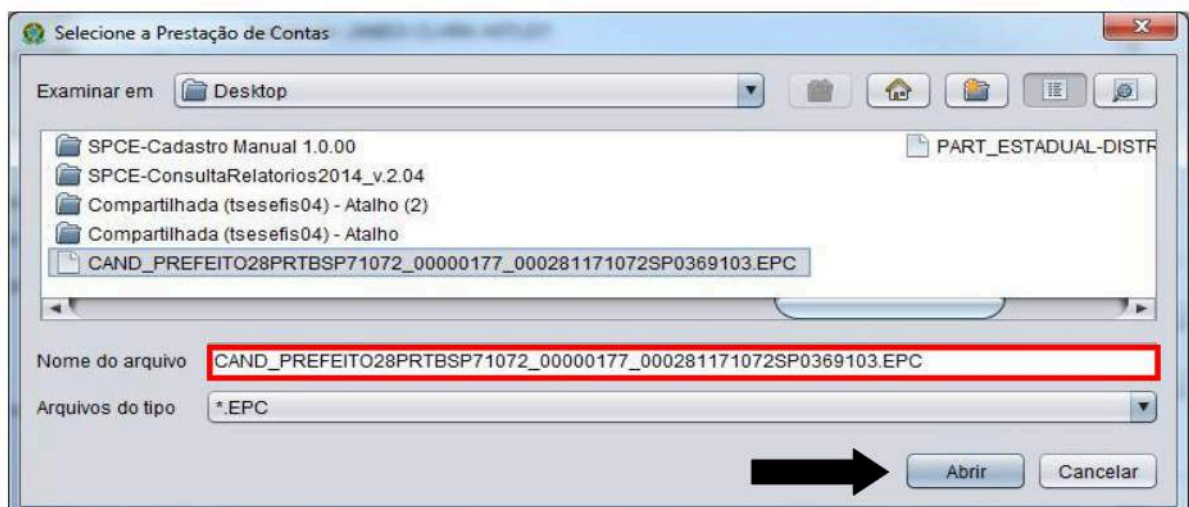 Selecione a Prestação de Contas
Examinar em Desktop
SPCE-Cadastro Manual 1.0.00
SPCE-ConsultaRelatorios2014_v.2.04
Compartilhada (tsesefis04) - Atalho (2)
Compartilhada (tsesefis04) - Atalho
CAND_PREFEITO28PRTBSP71072_00000177_000281171072SP0369103.EPC
PART_ESTADUAL-DISTR
Nome do arquivo CAND_PREFEITO28PRTBSP71072_00000177_000281171072SP0369103.EPC
Arquivos do tipo *.EPC
Abrir Cancelar